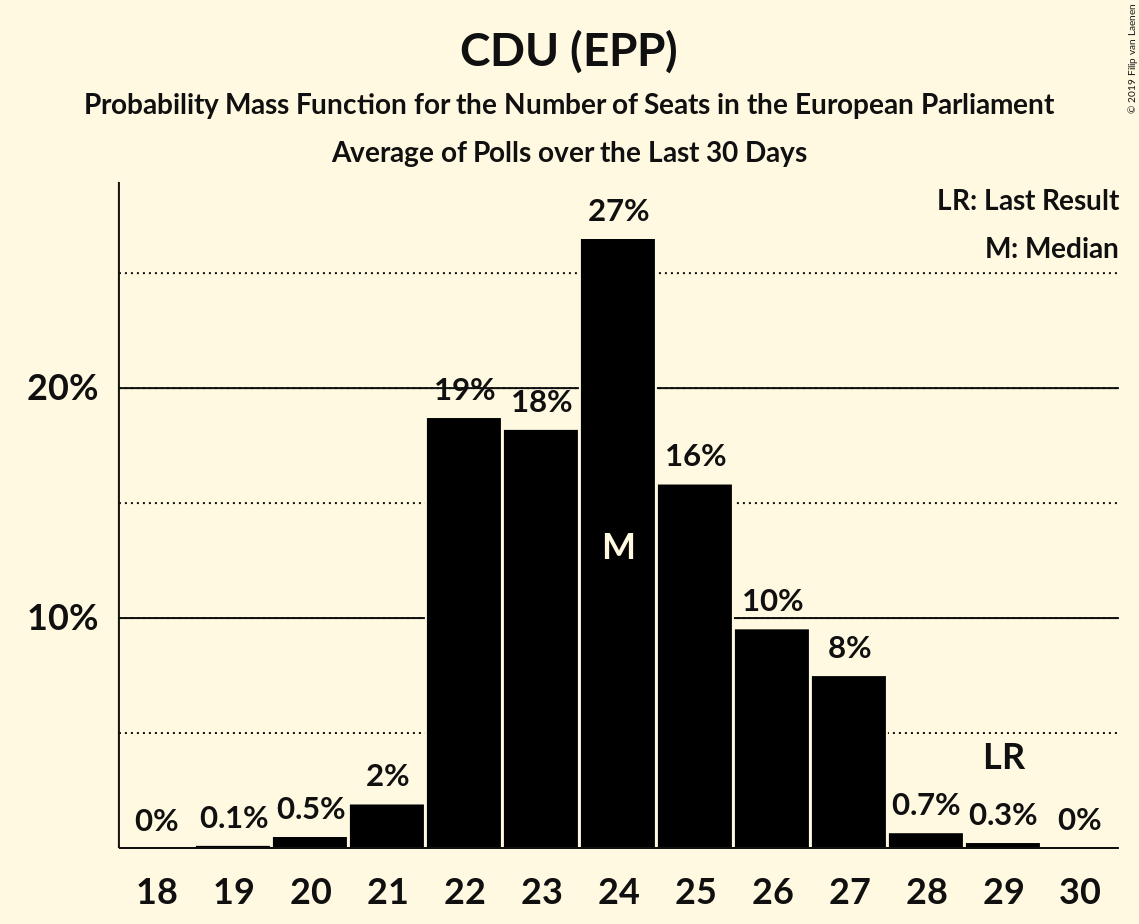 CDU (EPP)
Probability Mass Function for the Number of Seats in the European Parliament
Average of Polls over the Last 30 Days
© 2019 Filip van Laenen
LR: Last Result
M: Median
27%
20%
19%
18%
16%
M
10%
10%
8%
LR
2%
0%
0.1%
0.5%
0.7%
0.3%
0%
18 19 20 21 22 23 24 25 26 27 28 29 30